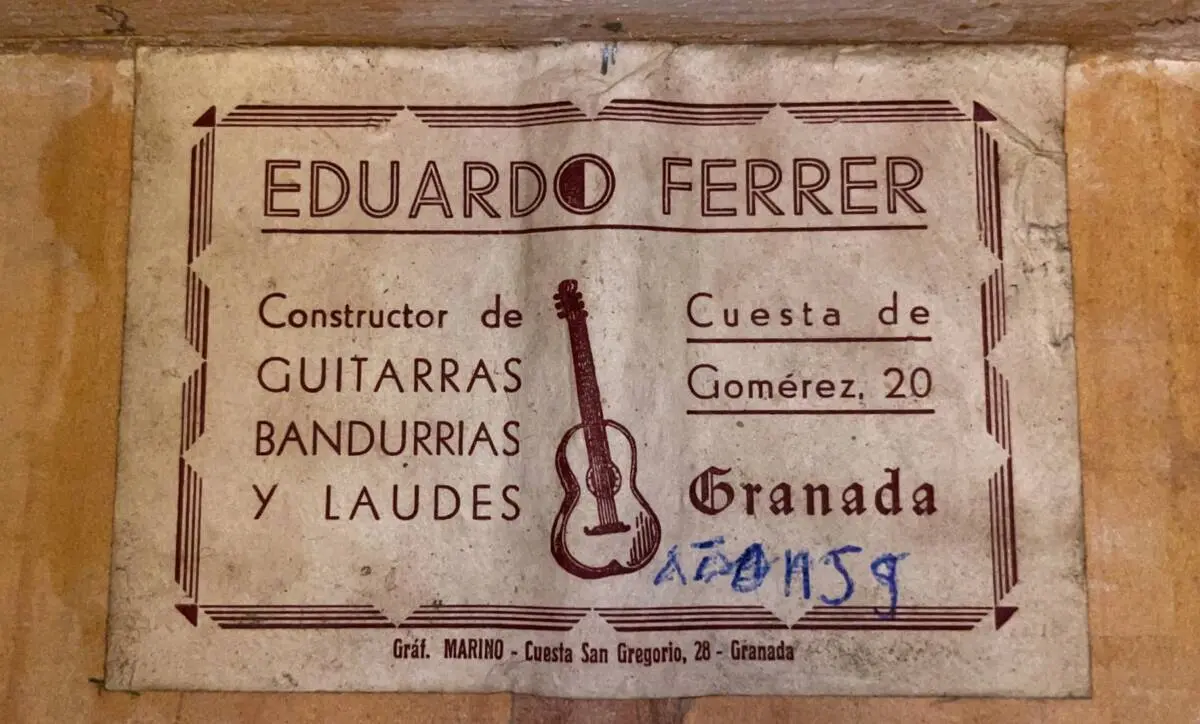 EDUARDO FERRER
Constructor de
GUITARRAS
BANDURRIAS
Y LAUDES
Cuesta de
Gomérez, 20
Granada
Gráf. MARINO - Cuesta San Gregorio, 28 - Granada